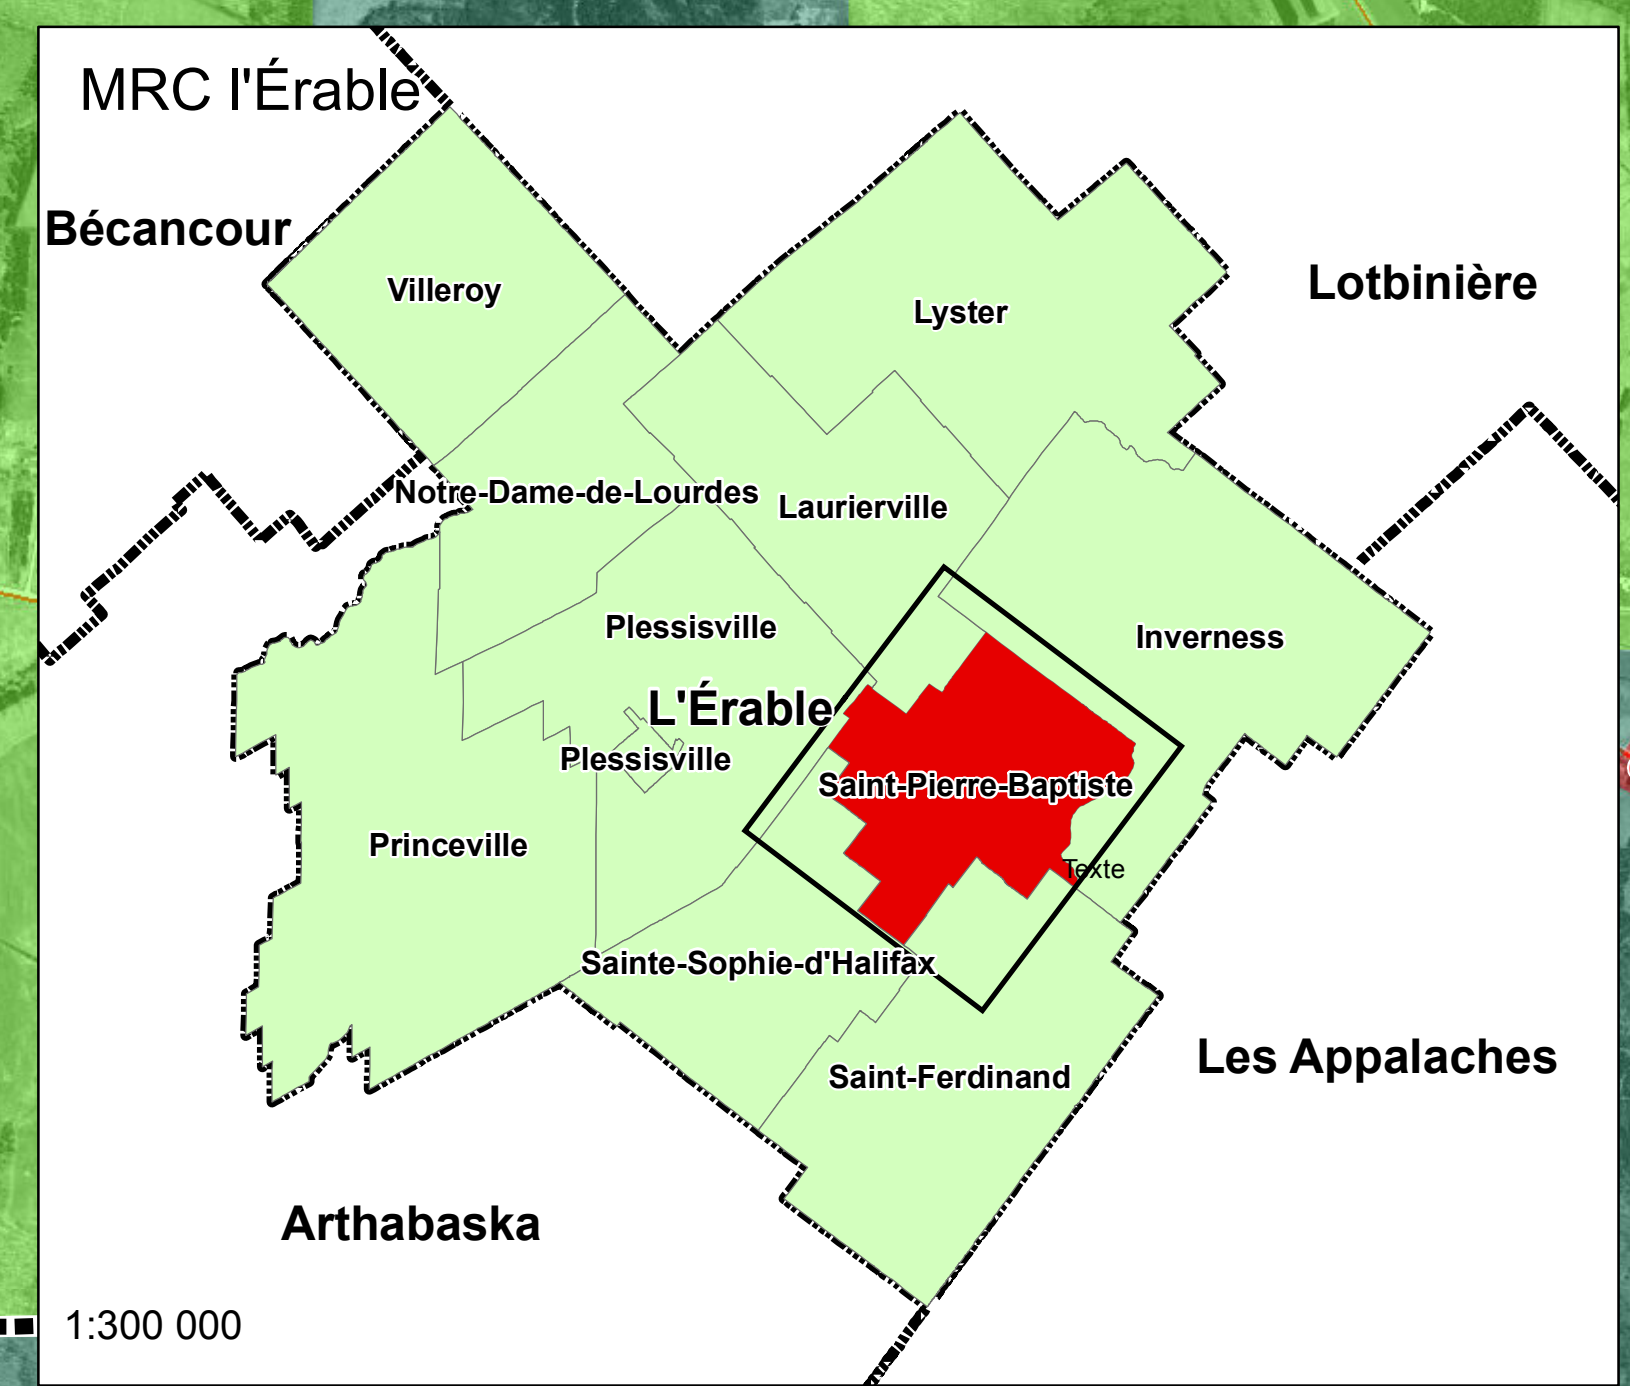 MRC l'Érable
Bécancour
Villeroy
Lotbinière
Lyster
Notre-Dame-de-Lourdes
Laurierville
Plessisville
Inverness
L'Érable
Plessisville
Saint-Pierre-Baptiste
Princeville
Texte
Sainte-Sophie-d'Halifax
Les Appalaches
Saint-Ferdinand
Arthabaska
1:300 000